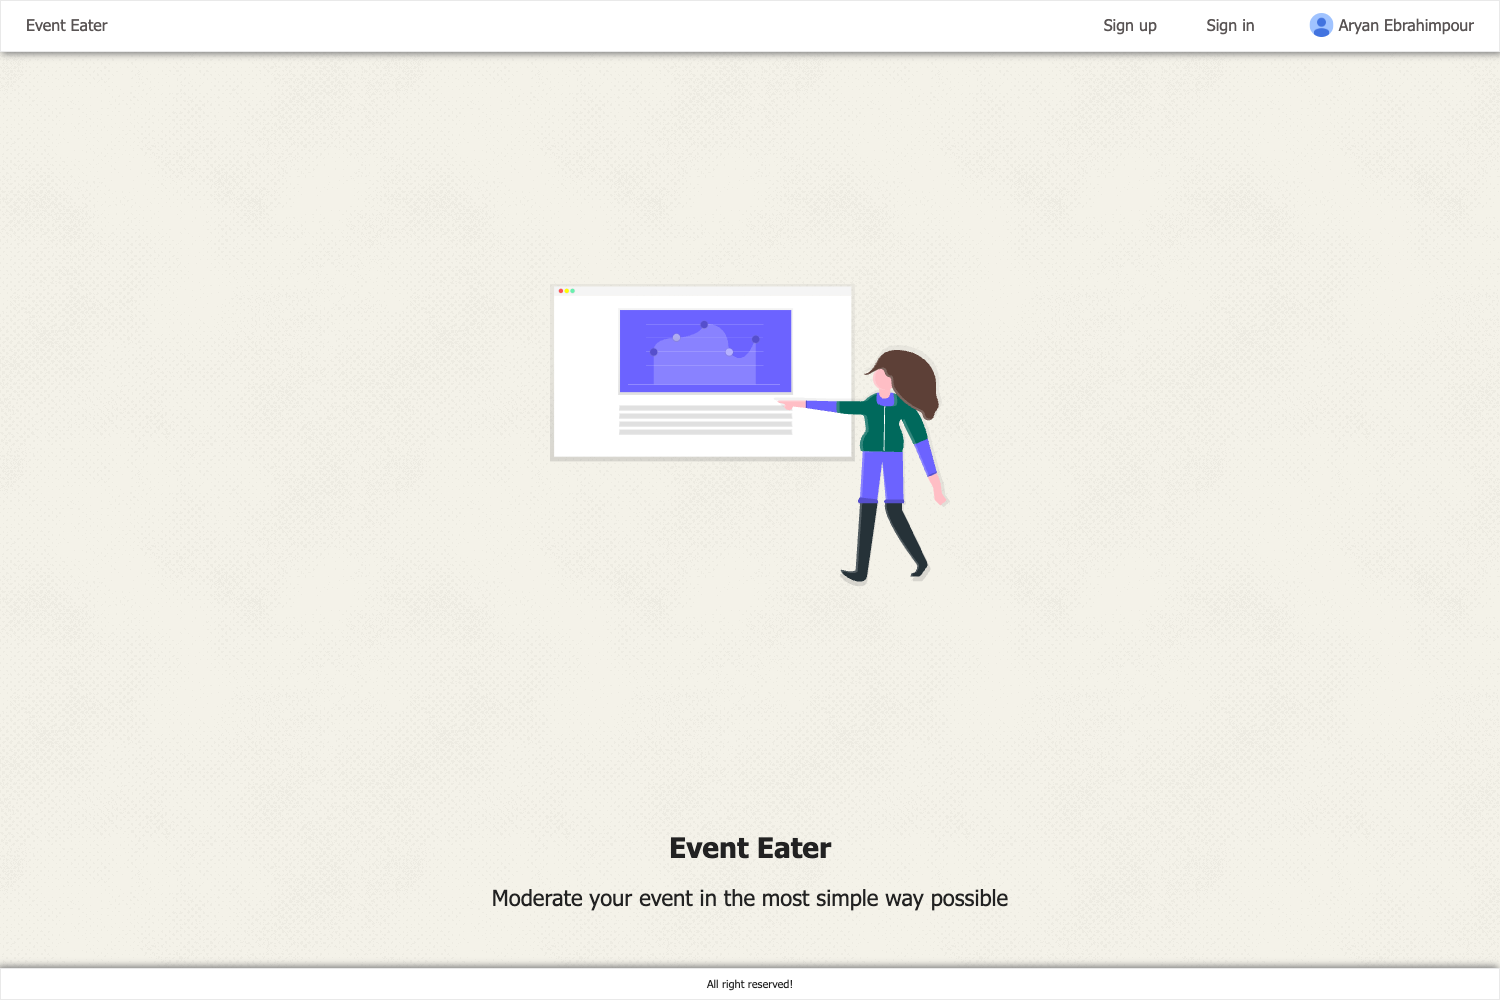 Event Eater
Sign up
Sign in
Aryan Ebrahimpour
Event Eater
Moderate your event in the most simple way possible
All right reserved!